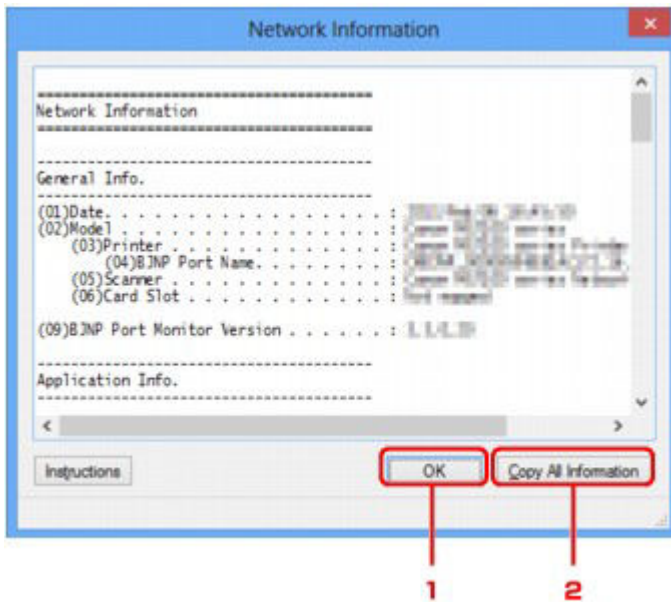 Network Information
=========================================
Network Information
=========================================
-----------------------------------------
General Info.
-----------------------------------------
(01)Date. . . . . . . . . . . . . . . . . :
(02)Model . . . . . . . . . . . . . . . . :
(03)Printer . . . . . . . . . . . . . :
(04)BJNP Port Name. . . . . . . . :
(05)Scanner . . . . . . . . . . . . . :
(06)Card Slot . . . . . . . . . . . . :
(09)BJNP Port Monitor Version . . . . . . :
-----------------------------------------
Application Info.
-----------------------------------------
Instructions OK Copy All Information
1 2